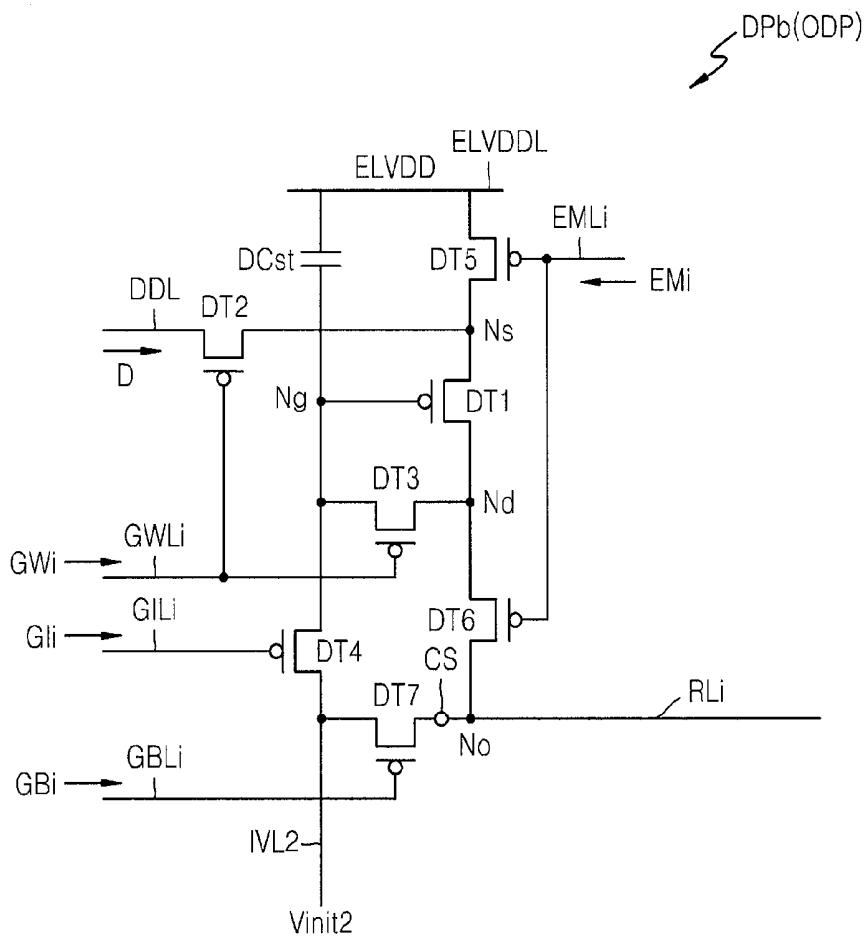 DPb(ODP)
ELVDD
ELVDDL
EMLi
DCst
DT5
EMi
DDL
DT2
Ns
D
Ng
DT1
DT3
Nd
GWi
GWLi
GIi
GILi
DT4
DT6
CS
DT7
RLi
No
GBi
GBLi
IVL2
Vinit2